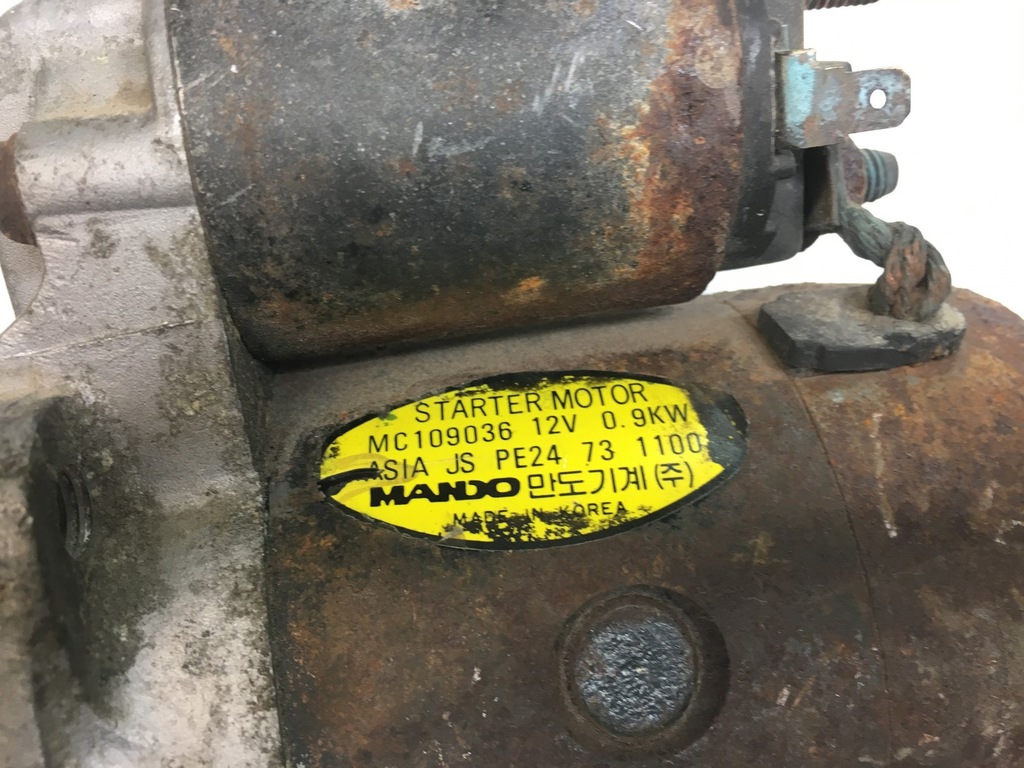 STARTER MOTOR
MC109036 12V 0.9KW
ASIA JS PE24 73 1100
MANDO 만도기계(주)
MADE IN KOREA